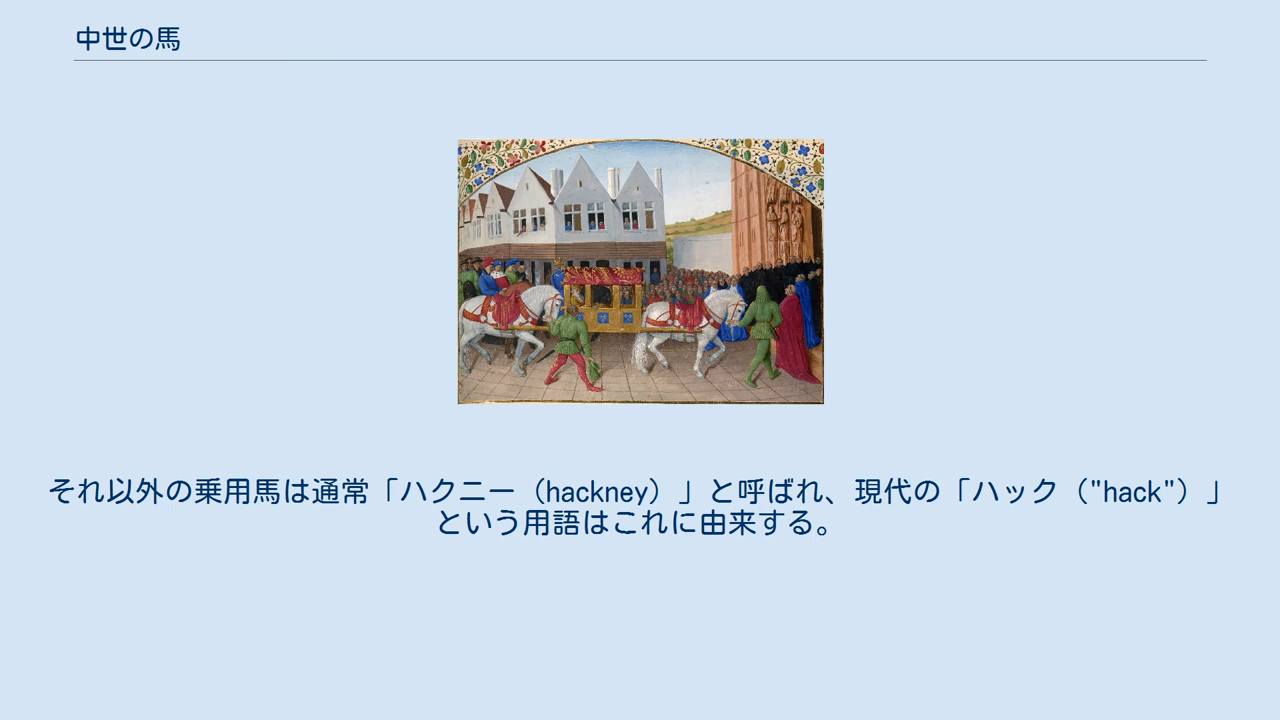 中世の馬
それ以外の乗用馬は通常「ハクニー（hackney）」と呼ばれ、現代の「ハック（"hack"）」
という用語はこれに由来する。